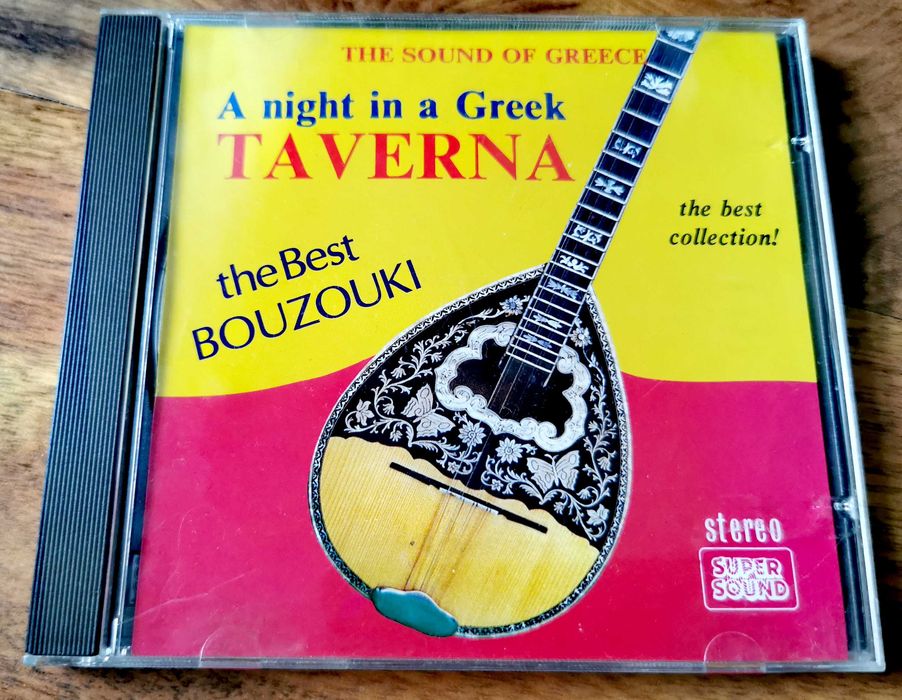 THE SOUND OF GREECE
A night in a Greek
TAVERNA
the best
collection!
the Best
BOUZOUKI
stereo
SUPER
SOUND